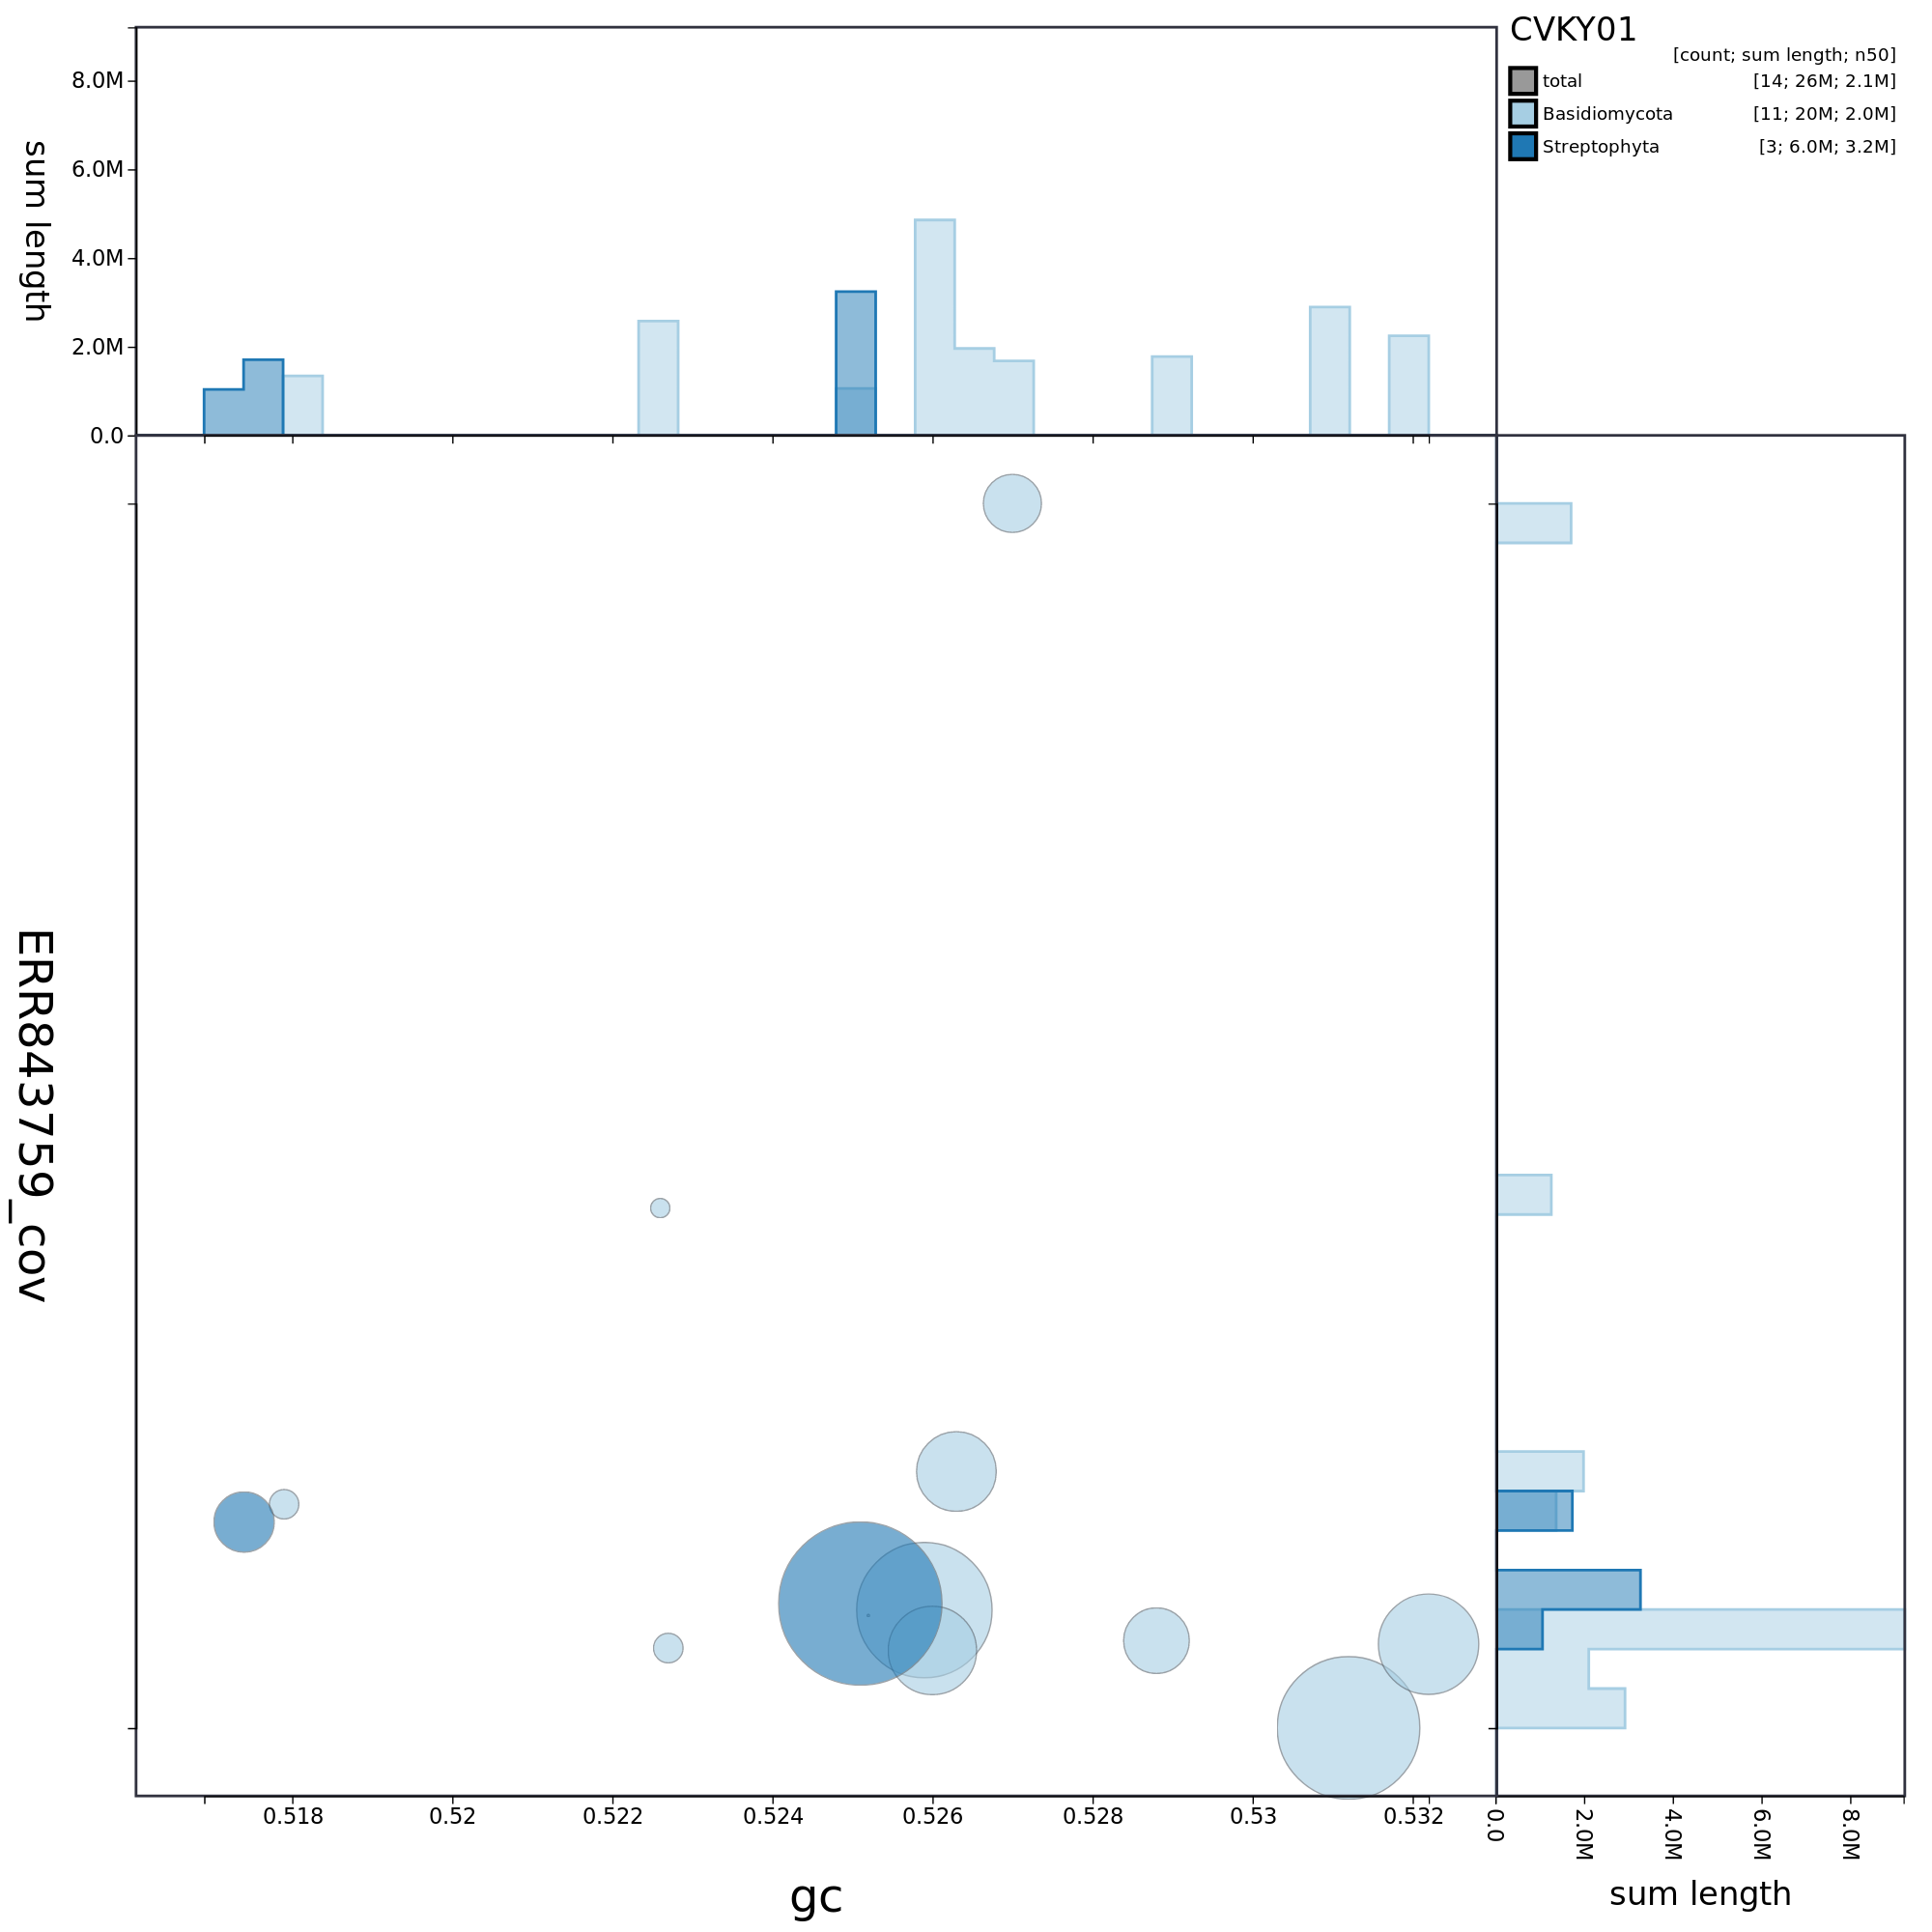 CVKY01
[count; sum length; n50]
total [14; 26M; 2.1M]
Basidiomycota [11; 20M; 2.0M]
Streptophyta [3; 6.0M; 3.2M]
sum length
8.0M
6.0M
4.0M
2.0M
0.0
ERR843759_cov
0.518 0.52 0.522 0.524 0.526 0.528 0.53 0.532
gc
0.0 2.0M 4.0M 6.0M 8.0M
sum length